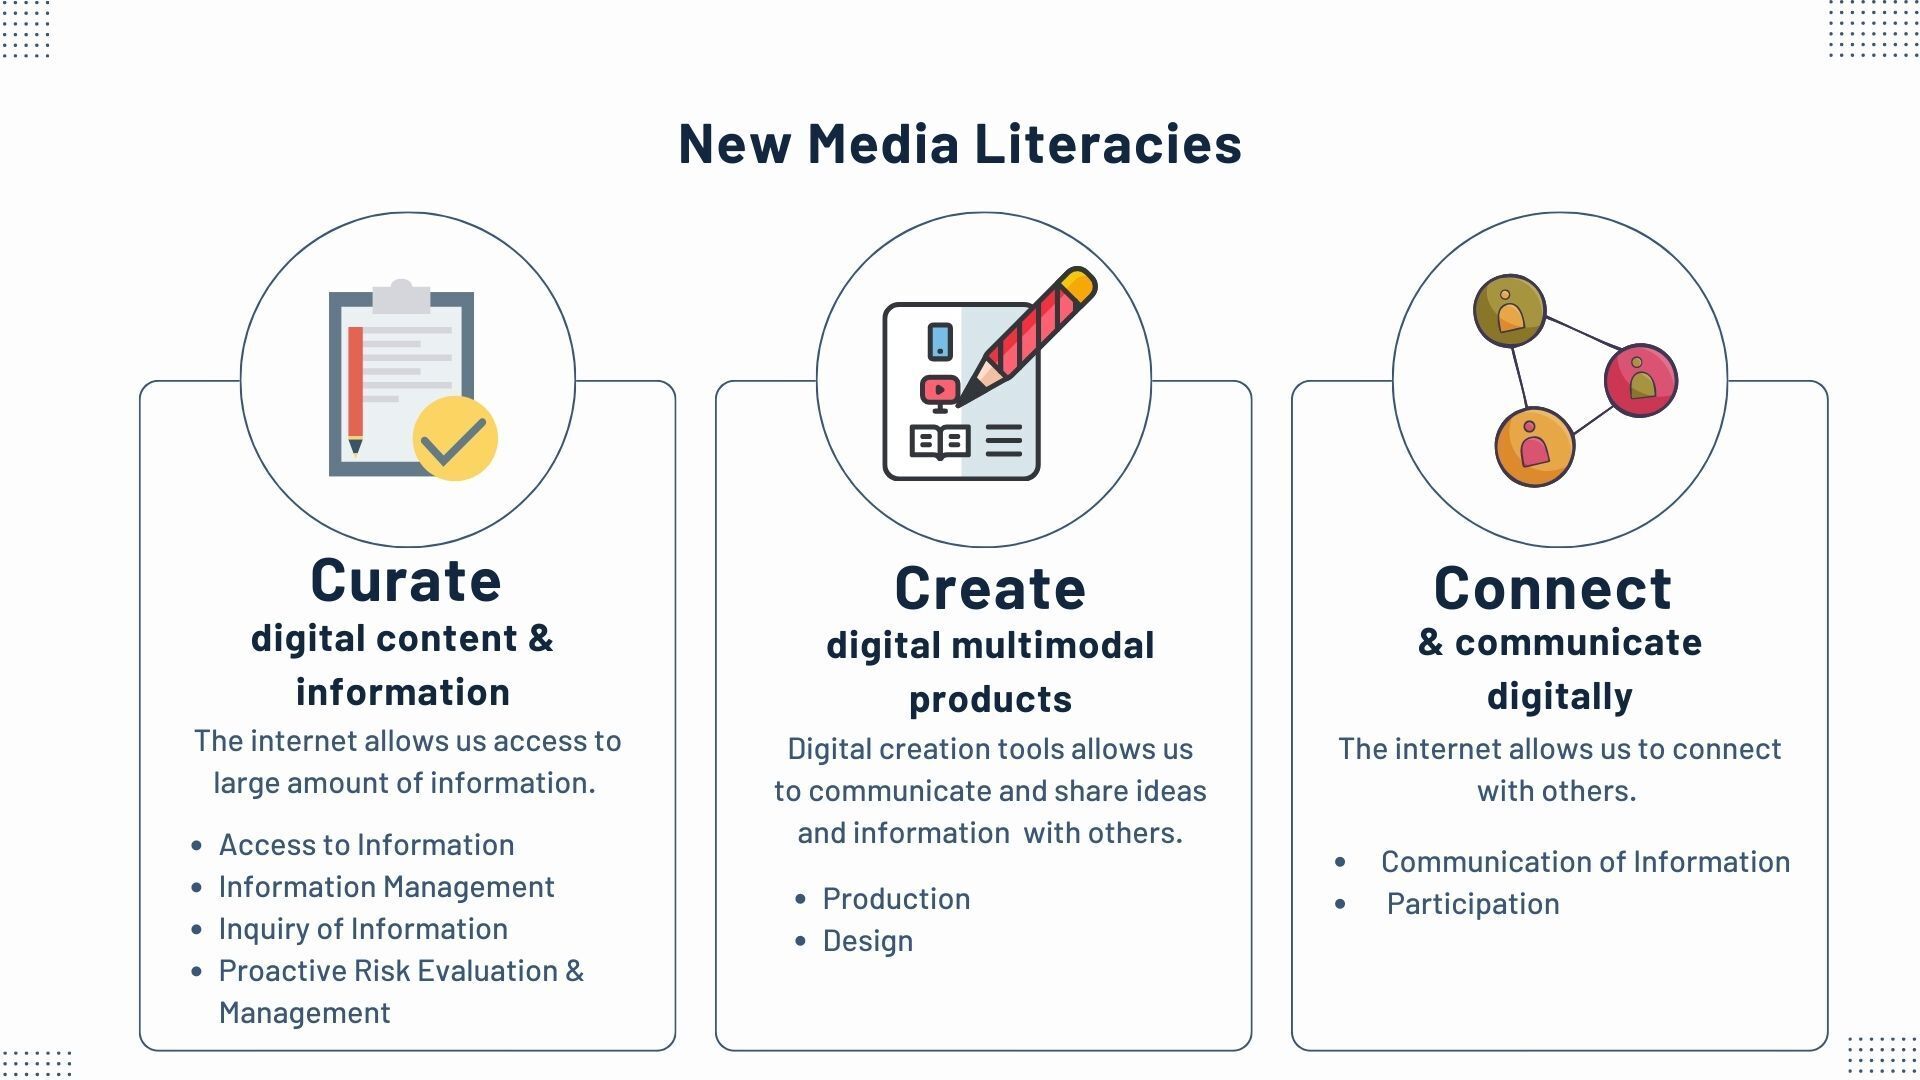 New Media Literacies
Curate
digital content &
information
The internet allows us access to
large amount of information.
• Access to Information
• Information Management
• Inquiry of Information
• Proactive Risk Evaluation &
Management
Create
digital multimodal
products
Digital creation tools allows us
to communicate and share ideas
and information  with others.
• Production
• Design
Connect
& communicate
digitally
The internet allows us to connect
with others.
• Communication of Information
• Participation